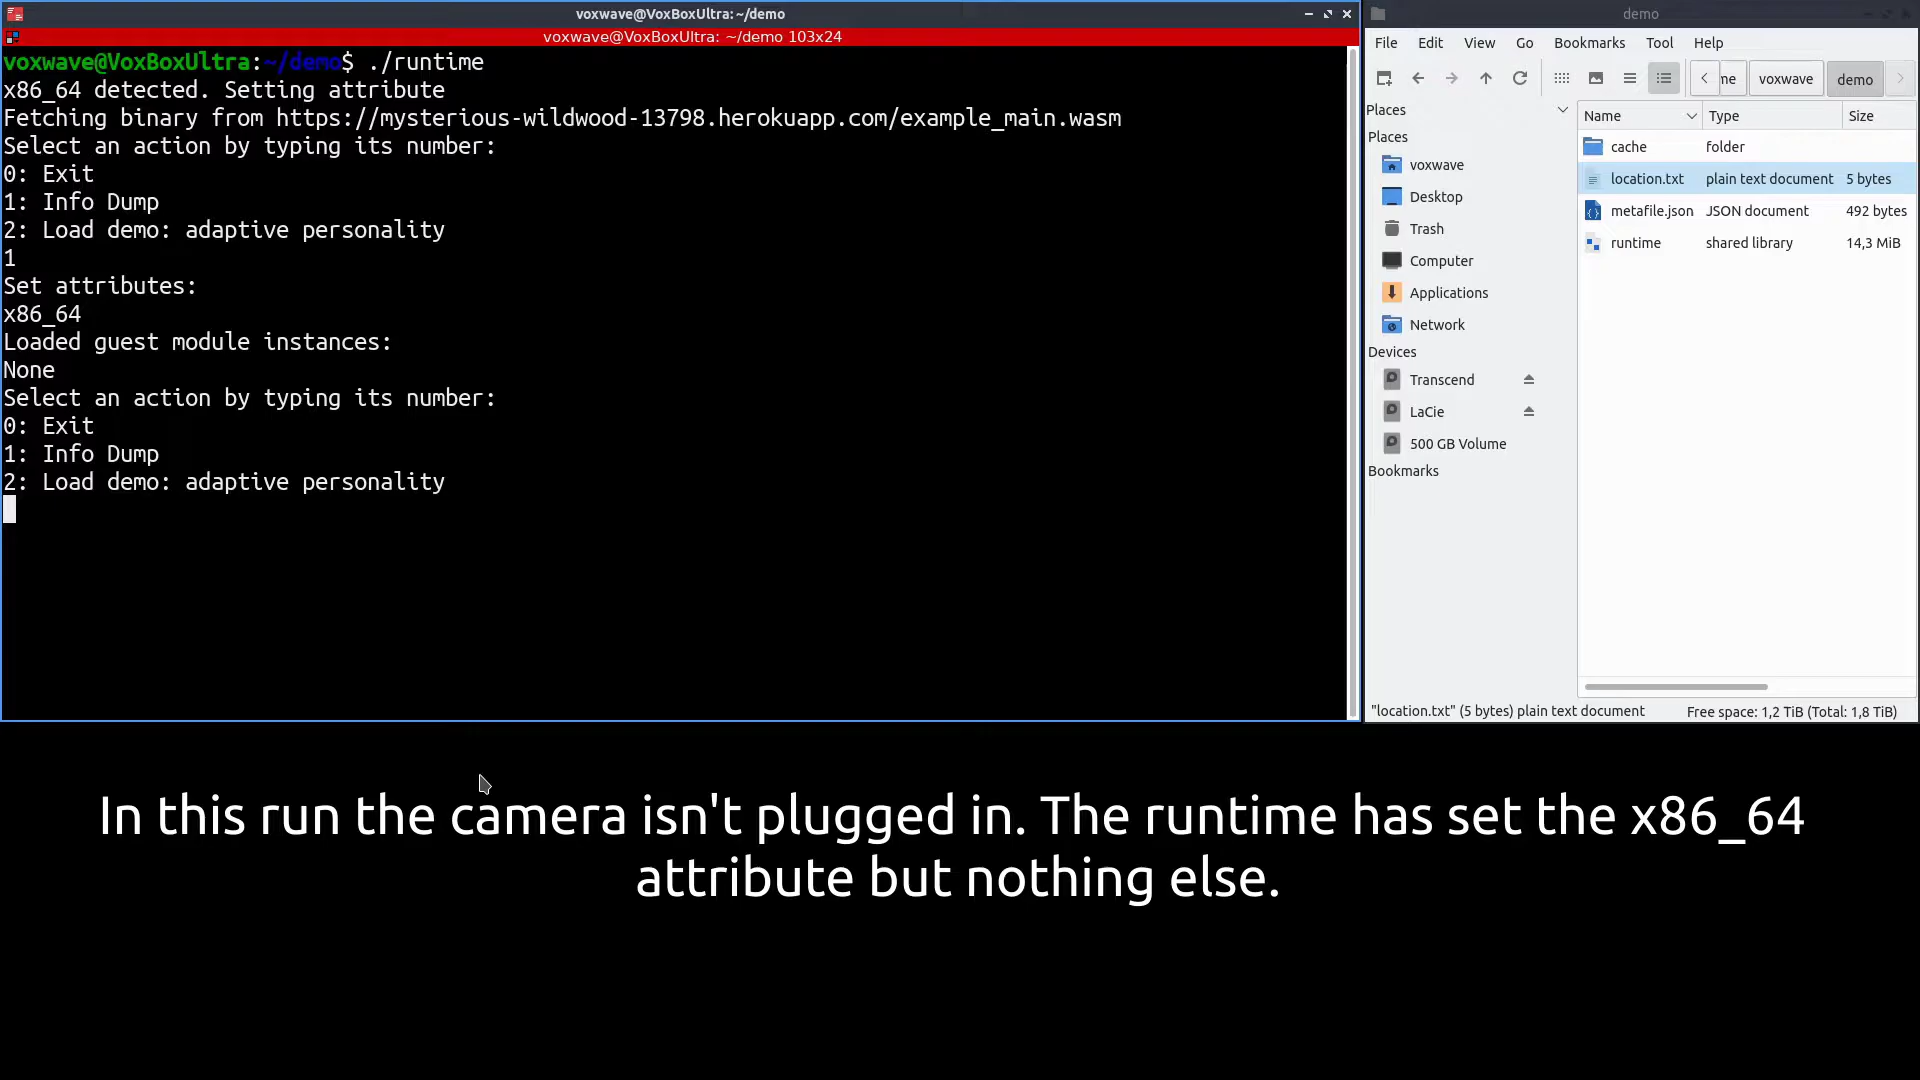 voxwave@VoxBoxUltra: ~/demo
voxwave@VoxBoxUltra: ~/demo 103x24
voxwave@VoxBoxUltra:~/demo$ ./runtime
x86_64 detected. Setting attribute
Fetching binary from https://mysterious-wildwood-13798.herokuapp.com/example_main.wasm
Select an action by typing its number:
0: Exit
1: Info Dump
2: Load demo: adaptive personality
1
Set attributes:
x86_64
Loaded guest module instances:
None
Select an action by typing its number:
0: Exit
1: Info Dump
2: Load demo: adaptive personality
demo
File Edit View Go Bookmarks Tool Help
me voxwave demo
Places
Places
voxwave
Desktop
Trash
Computer
Applications
Network
Devices
Transcend
LaCie
500 GB Volume
Bookmarks
Name Type Size
cache folder
location.txt plain text document 5 bytes
metafile.json JSON document 492 bytes
runtime shared library 14,3 MiB
"location.txt" (5 bytes) plain text document Free space: 1,2 TiB (Total: 1,8 TiB)
In this run the camera isn't plugged in. The runtime has set the x86_64
attribute but nothing else.